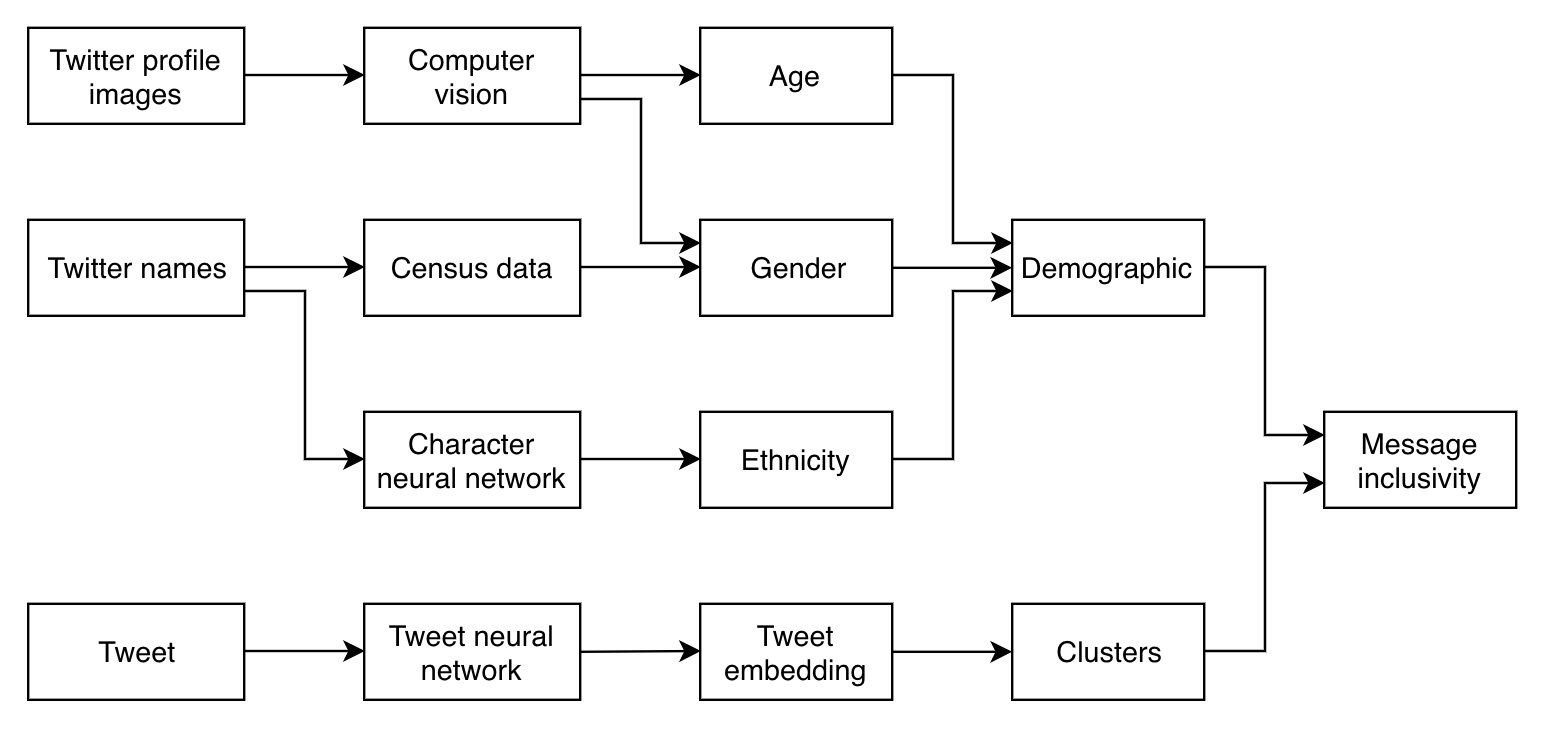 Twitter profile
images
Computer
vision
Age
Twitter names
Census data
Gender
Demographic
Character
neural network
Ethnicity
Message
inclusivity
Tweet
Tweet neural
network
Tweet
embedding
Clusters